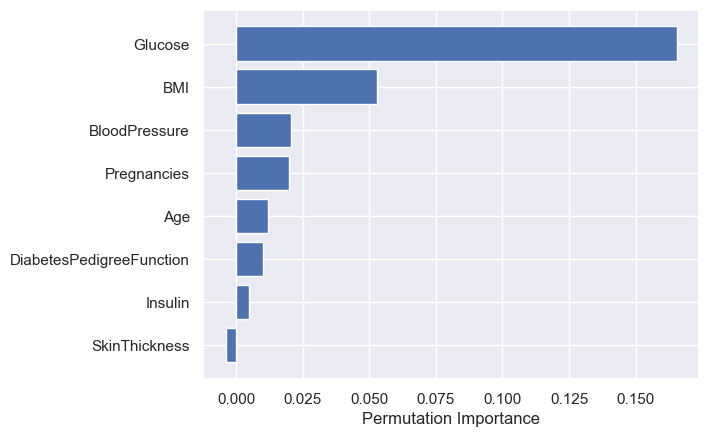 Glucose
BMI
BloodPressure
Pregnancies
Age
DiabetesPedigreeFunction
Insulin
SkinThickness
0.000 0.025 0.050 0.075 0.100 0.125 0.150
Permutation Importance